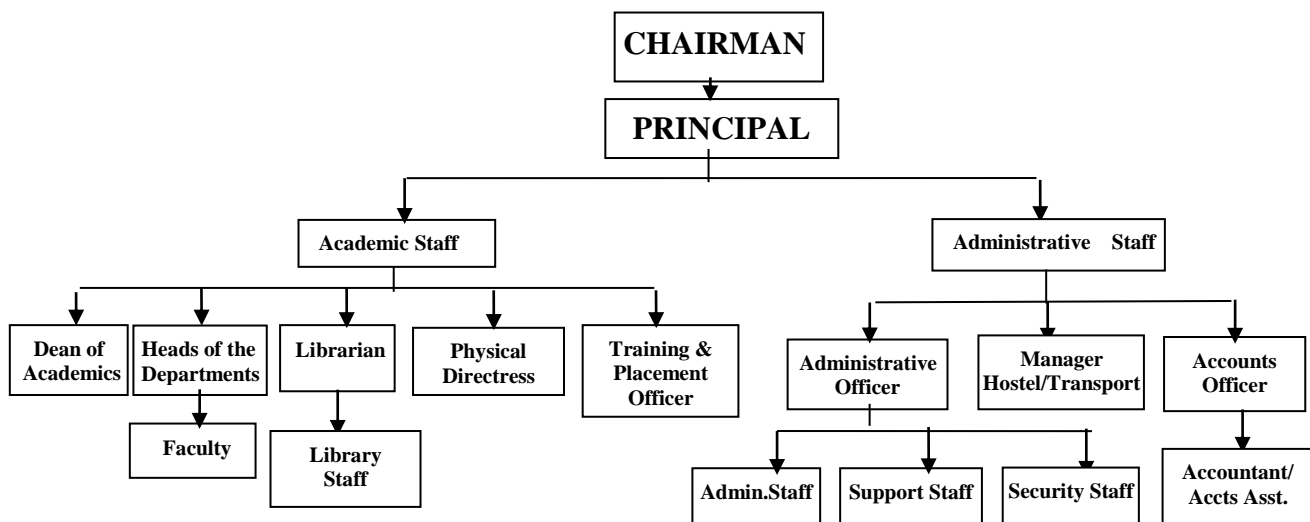 CHAIRMAN
PRINCIPAL
Academic Staff
Administrative Staff
Dean of
Academics
Heads of the
Departments
Librarian
Physical
Directress
Training &
Placement
Officer
Administrative
Officer
Manager
Hostel/Transport
Accounts
Officer
Faculty
Library
Staff
Admin.Staff
Support Staff
Security Staff
Accountant/
Accts Asst.